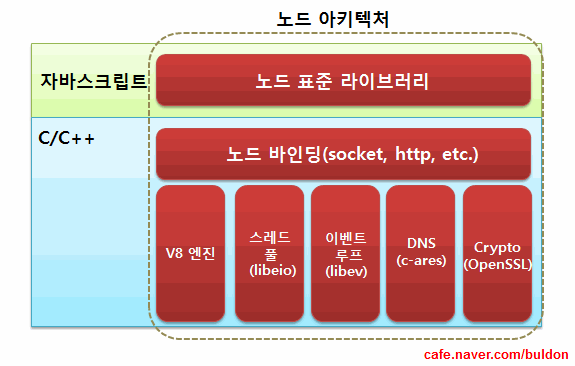 노드 아키텍처
자바스크립트
노드 표준 라이브러리
C/C++
노드 바인딩(socket, http, etc.)
V8 엔진
스레드
풀
(libeio)
이벤트
루프
(libev)
DNS
(c-ares)
Crypto
(OpenSSL)
cafe.naver.com/buldon